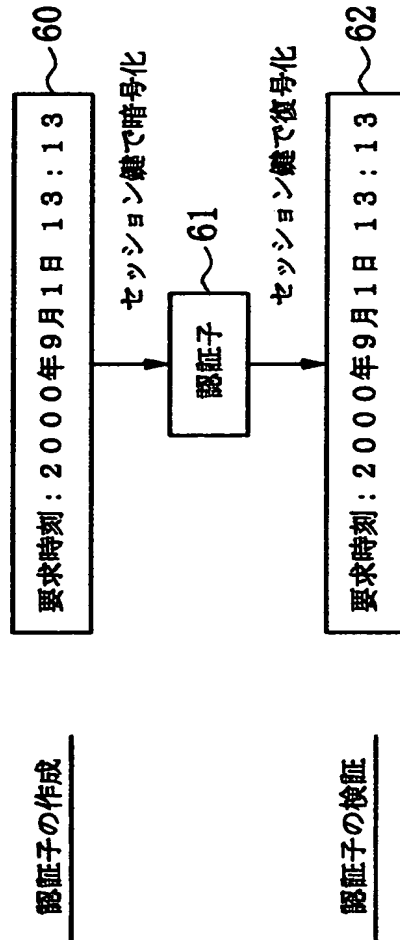 認証子の作成
要求時刻：２０００年９月１日 １３：１３
60
セッション鍵で暗号化
認証子
61
セッション鍵で復号化
認証子の検証
要求時刻：２０００年９月１日 １３：１３
62